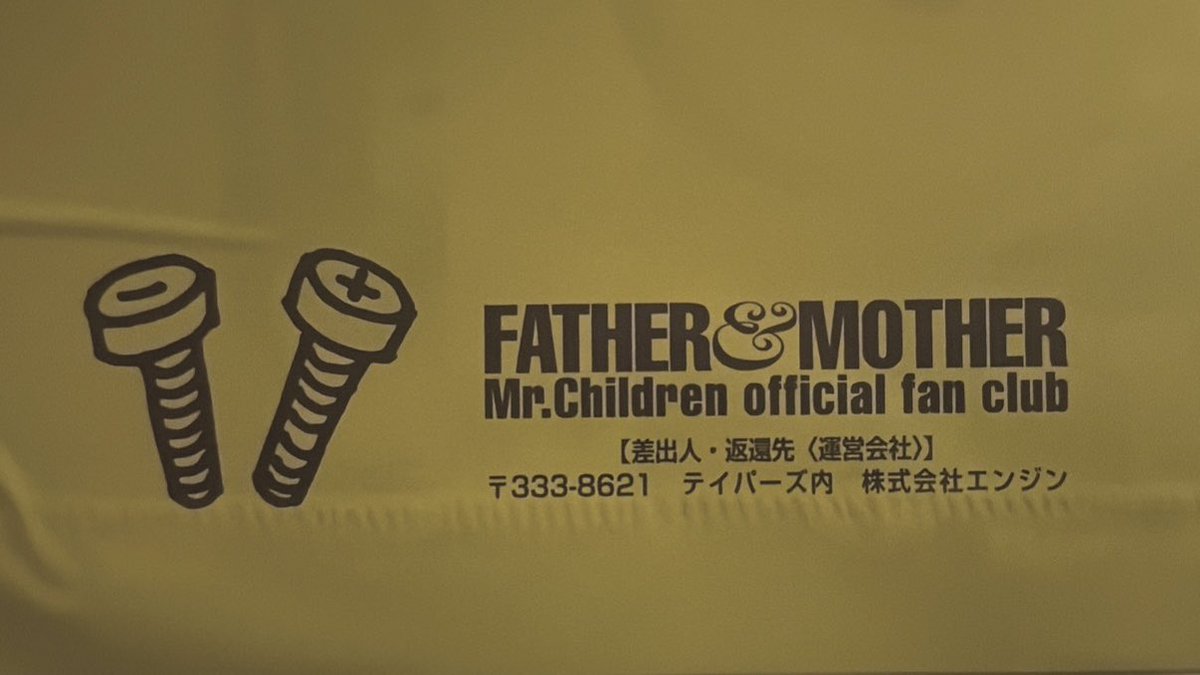 FATHER&MOTHER
Mr.Children official fan club
【差出人・返還先〈運営会社〉】
〒333-8621 テイパーズ内 株式会社エンジン